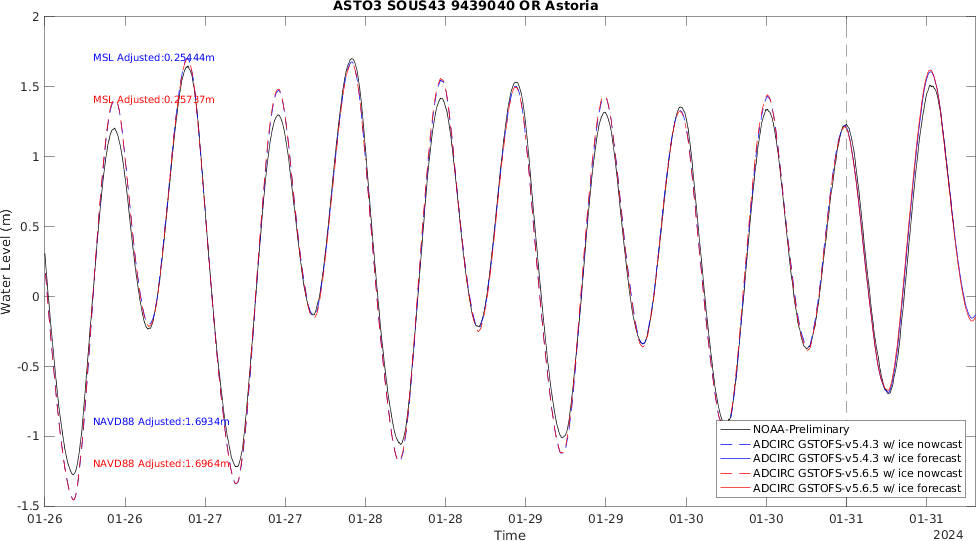 ASTO3 SOUS43 9439040 OR Astoria
2
MSL Adjusted:0.25444m
1.5
MSL Adjusted:0.25737m
1
0.5
Water Level (m)
0
-0.5
NAVD88 Adjusted:1.6934m
-1
NAVD88 Adjusted:1.6964m
-1.5
NOAA-Preliminary
ADCIRC GSTOFS-v5.4.3 w/ ice nowcast
ADCIRC GSTOFS-v5.4.3 w/ ice forecast
ADCIRC GSTOFS-v5.6.5 w/ ice nowcast
ADCIRC GSTOFS-v5.6.5 w/ ice forecast
01-26 01-26 01-27 01-27 01-28 01-28 01-29 01-29 01-30 01-30 01-31 01-31
2024
Time